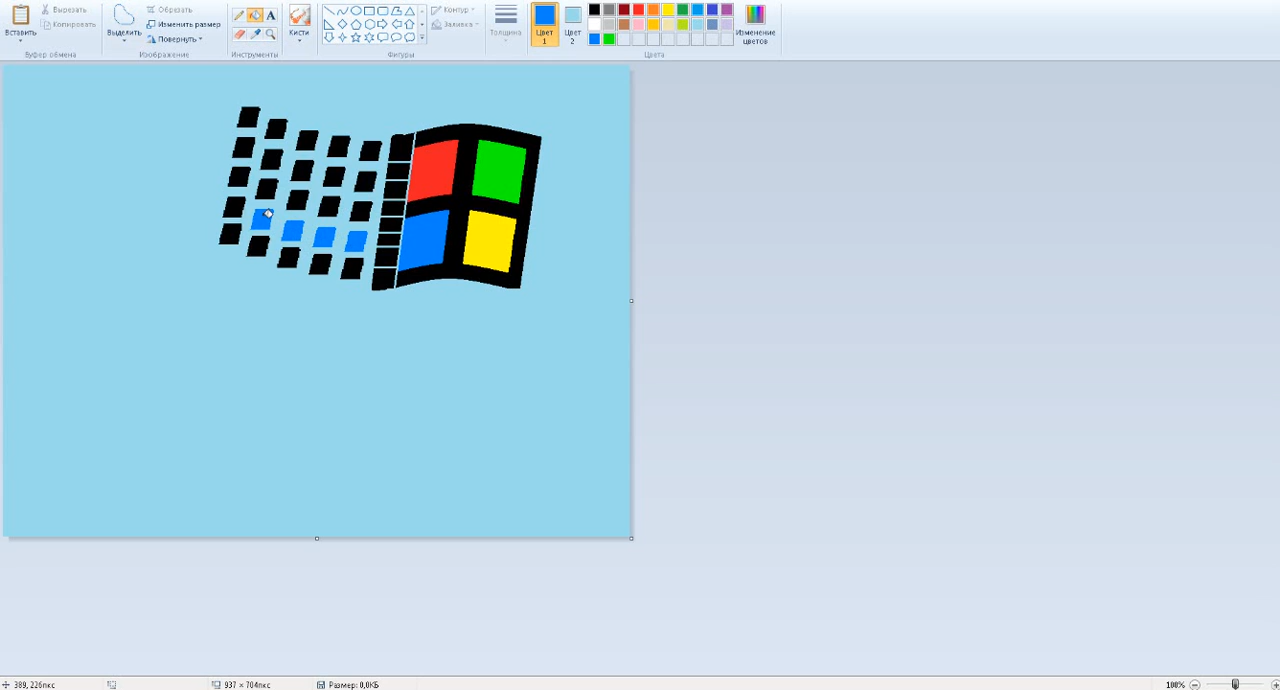 Вставить
Вырезать
Копировать
Буфер обмена
Выделить
Обрезать
Изменить размер
Повернуть
Изображение
A
Инструменты
Кисти
Контур
Заливка
Фигуры
Толщина
Цвет
1
Цвет
2
Изменение
цветов
Цвета
389, 226пкс
937 × 704пкс
Размер: 0,0КБ
100%